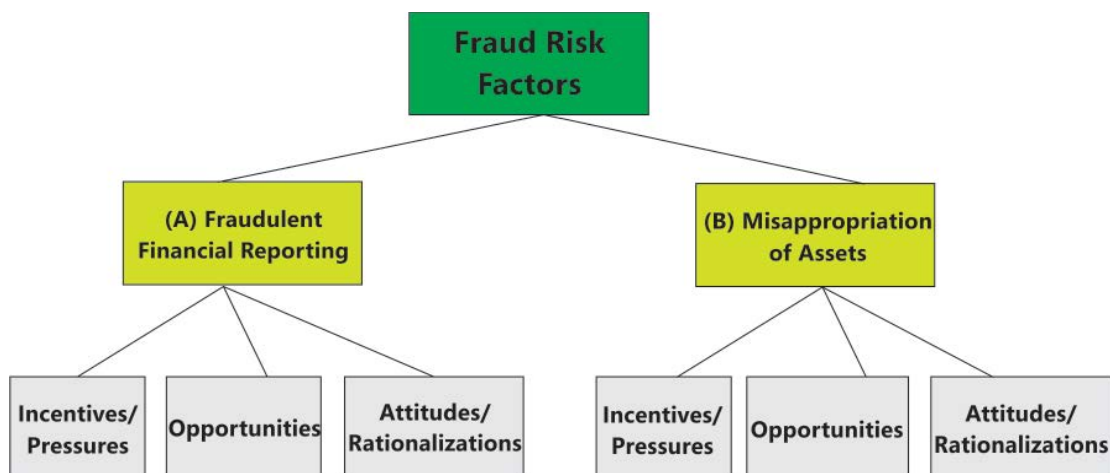 Fraud Risk
Factors
(A) Fraudulent
Financial Reporting
(B) Misappropriation
of Assets
Incentives/
Pressures
Opportunities
Attitudes/
Rationalizations
Incentives/
Pressures
Opportunities
Attitudes/
Rationalizations